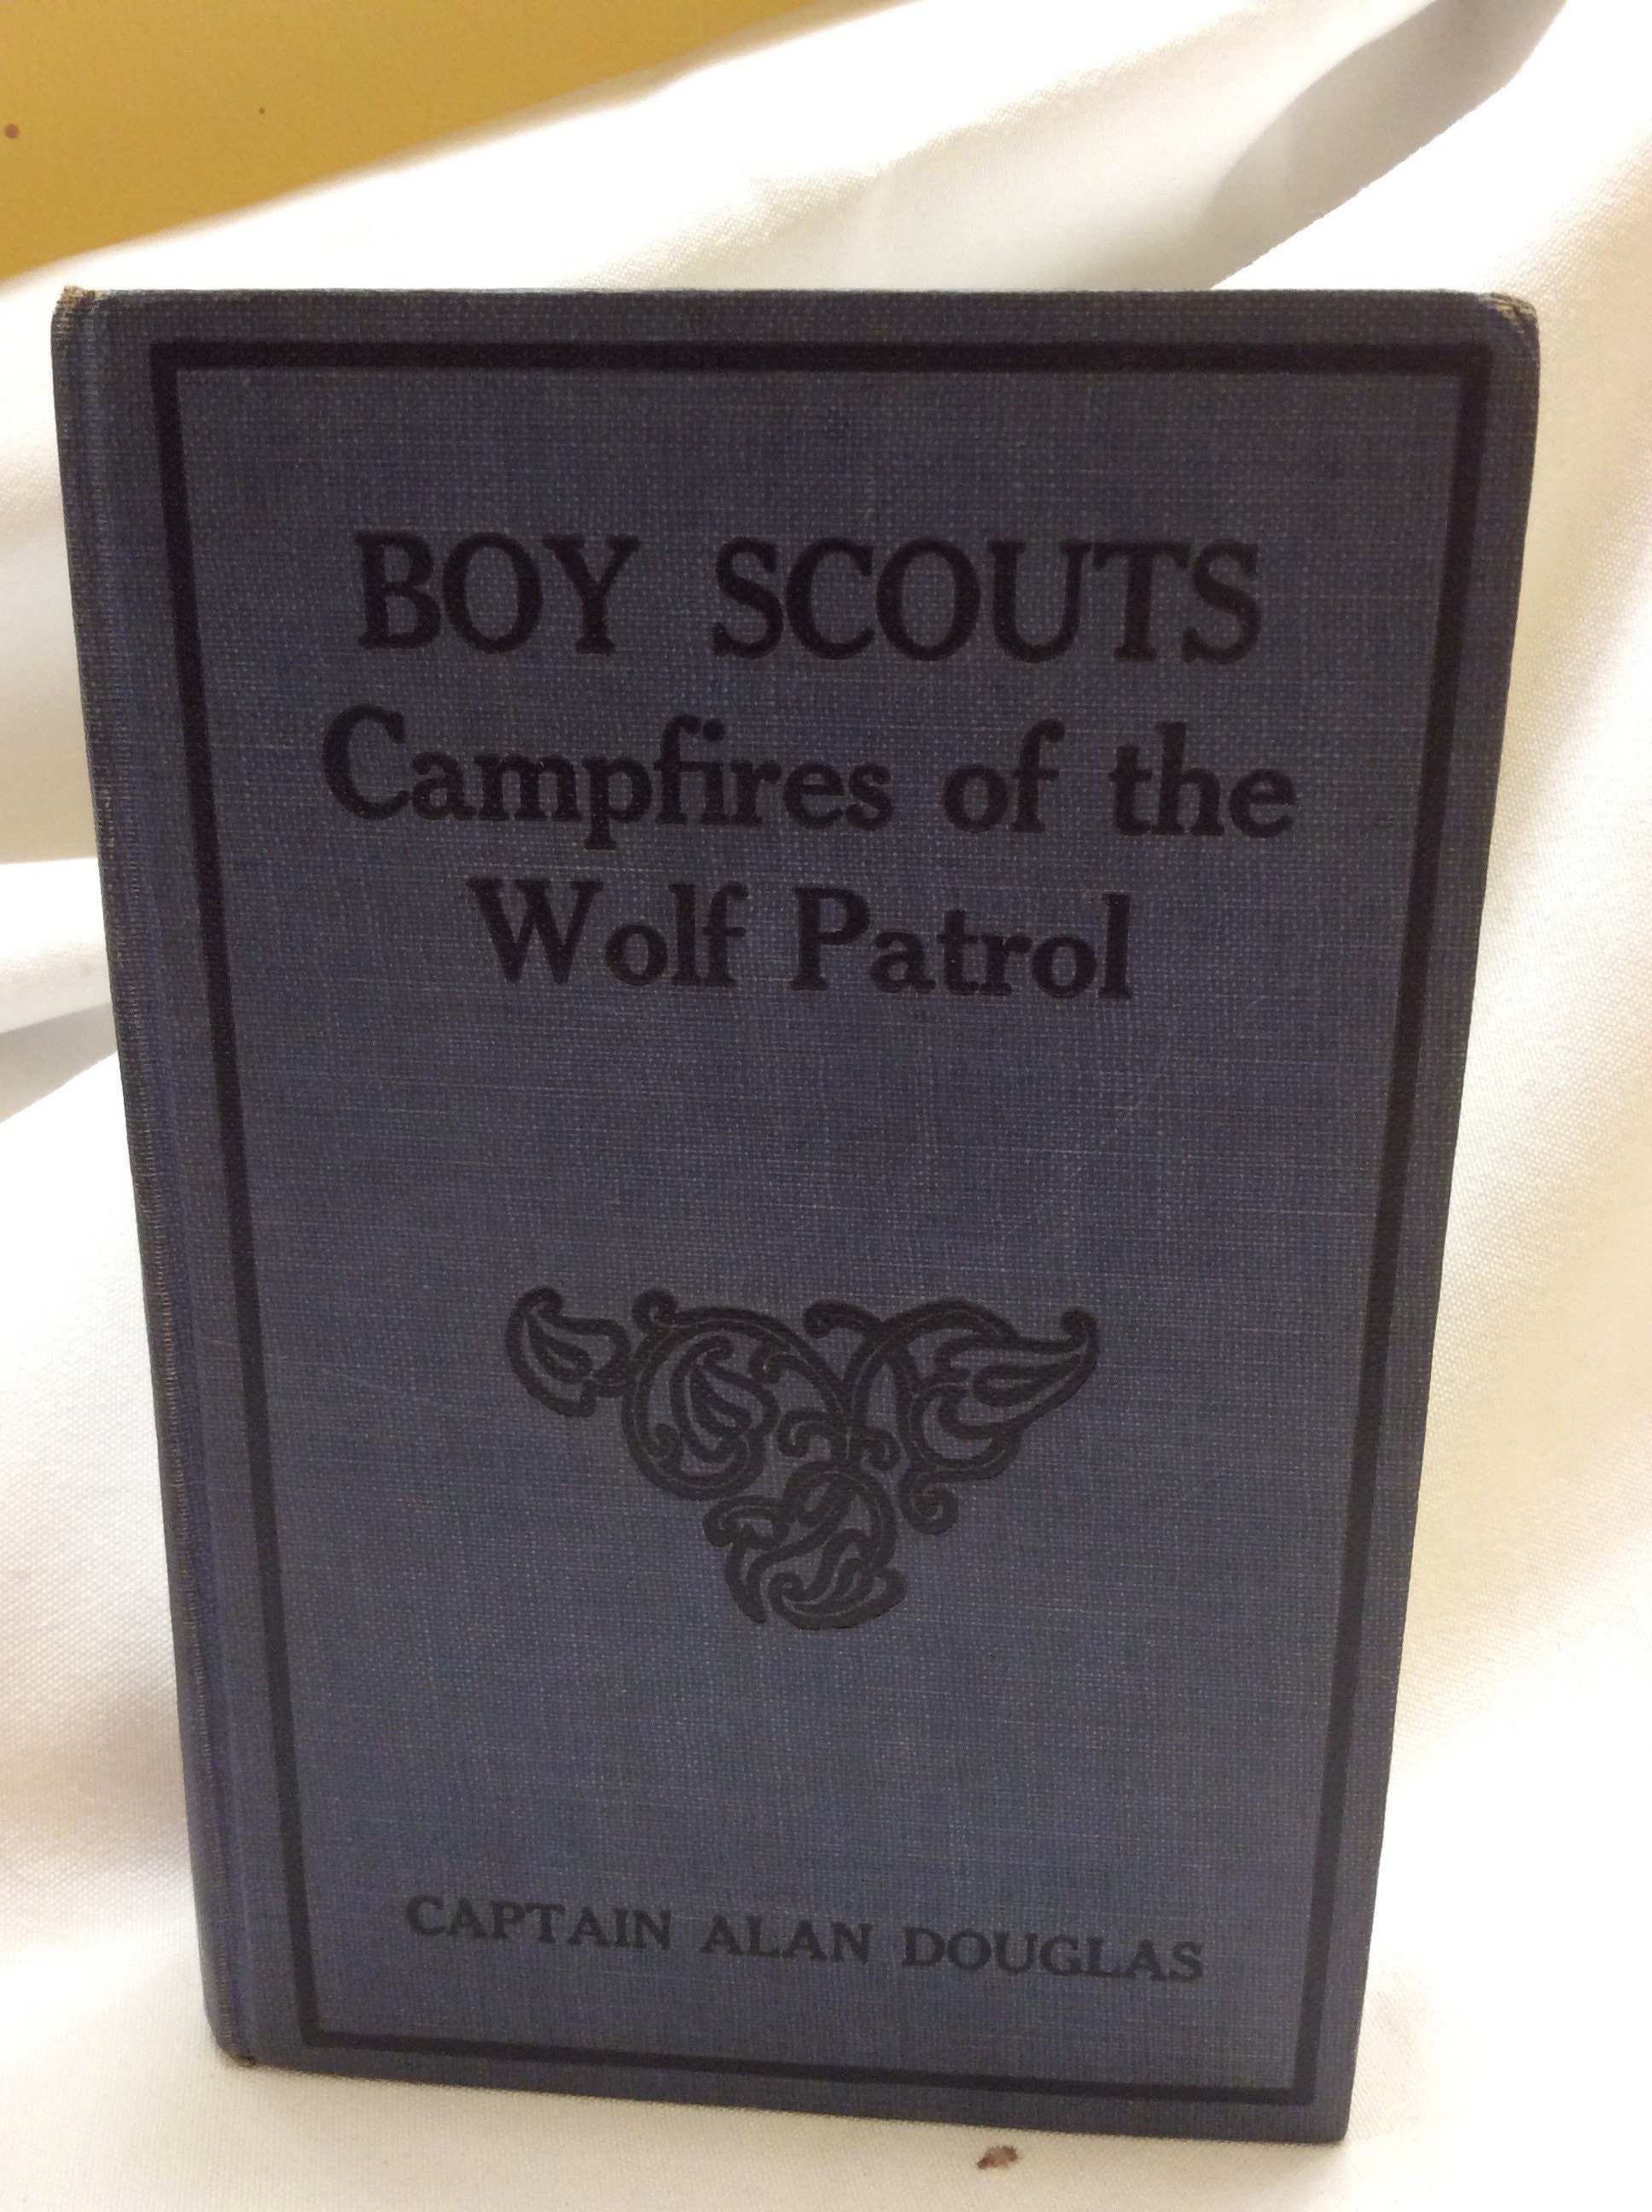 BOY SCOUTS
Campfires of the
Wolf Patrol
CAPTAIN ALAN DOUGLAS